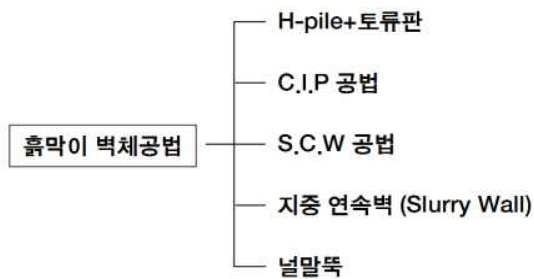 H-pile+토류판
C.I.P 공법
흙막이 벽체공법
S.C.W 공법
지중 연속벽 (Slurry Wall)
널말뚝